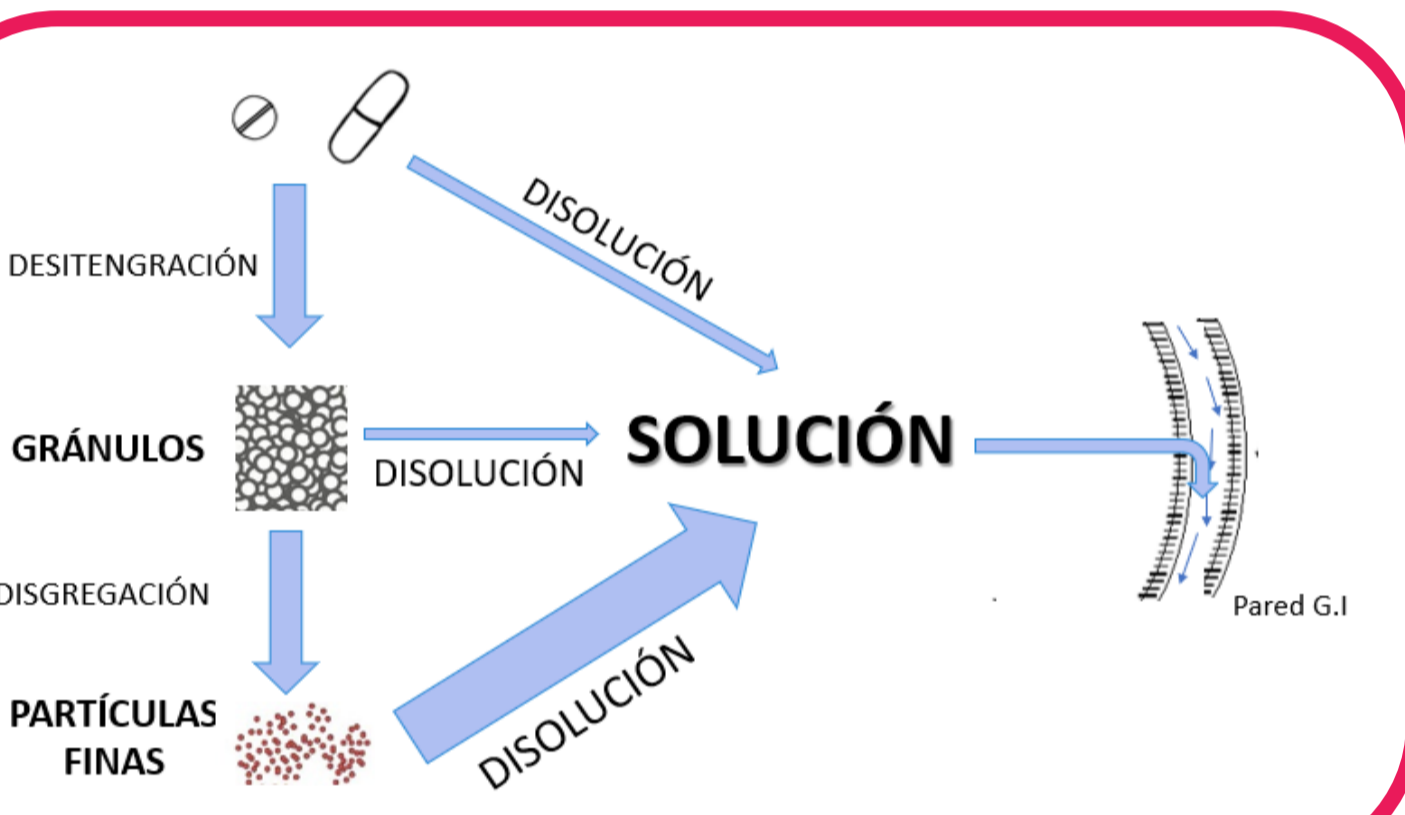 DISOLUCIÓN
DESITENGRACIÓN
GRÁNULOS
DISOLUCIÓN
SOLUCIÓN
DISGREGACIÓN
Pared G.I
PARTÍCULAS
FINAS
DISOLUCIÓN